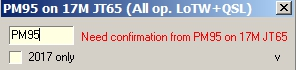 PM95 on 17M JT65 (All op. LoTW+QSL)
PM95 Need confirmation from PM95 on 17M JT65
2017 only v